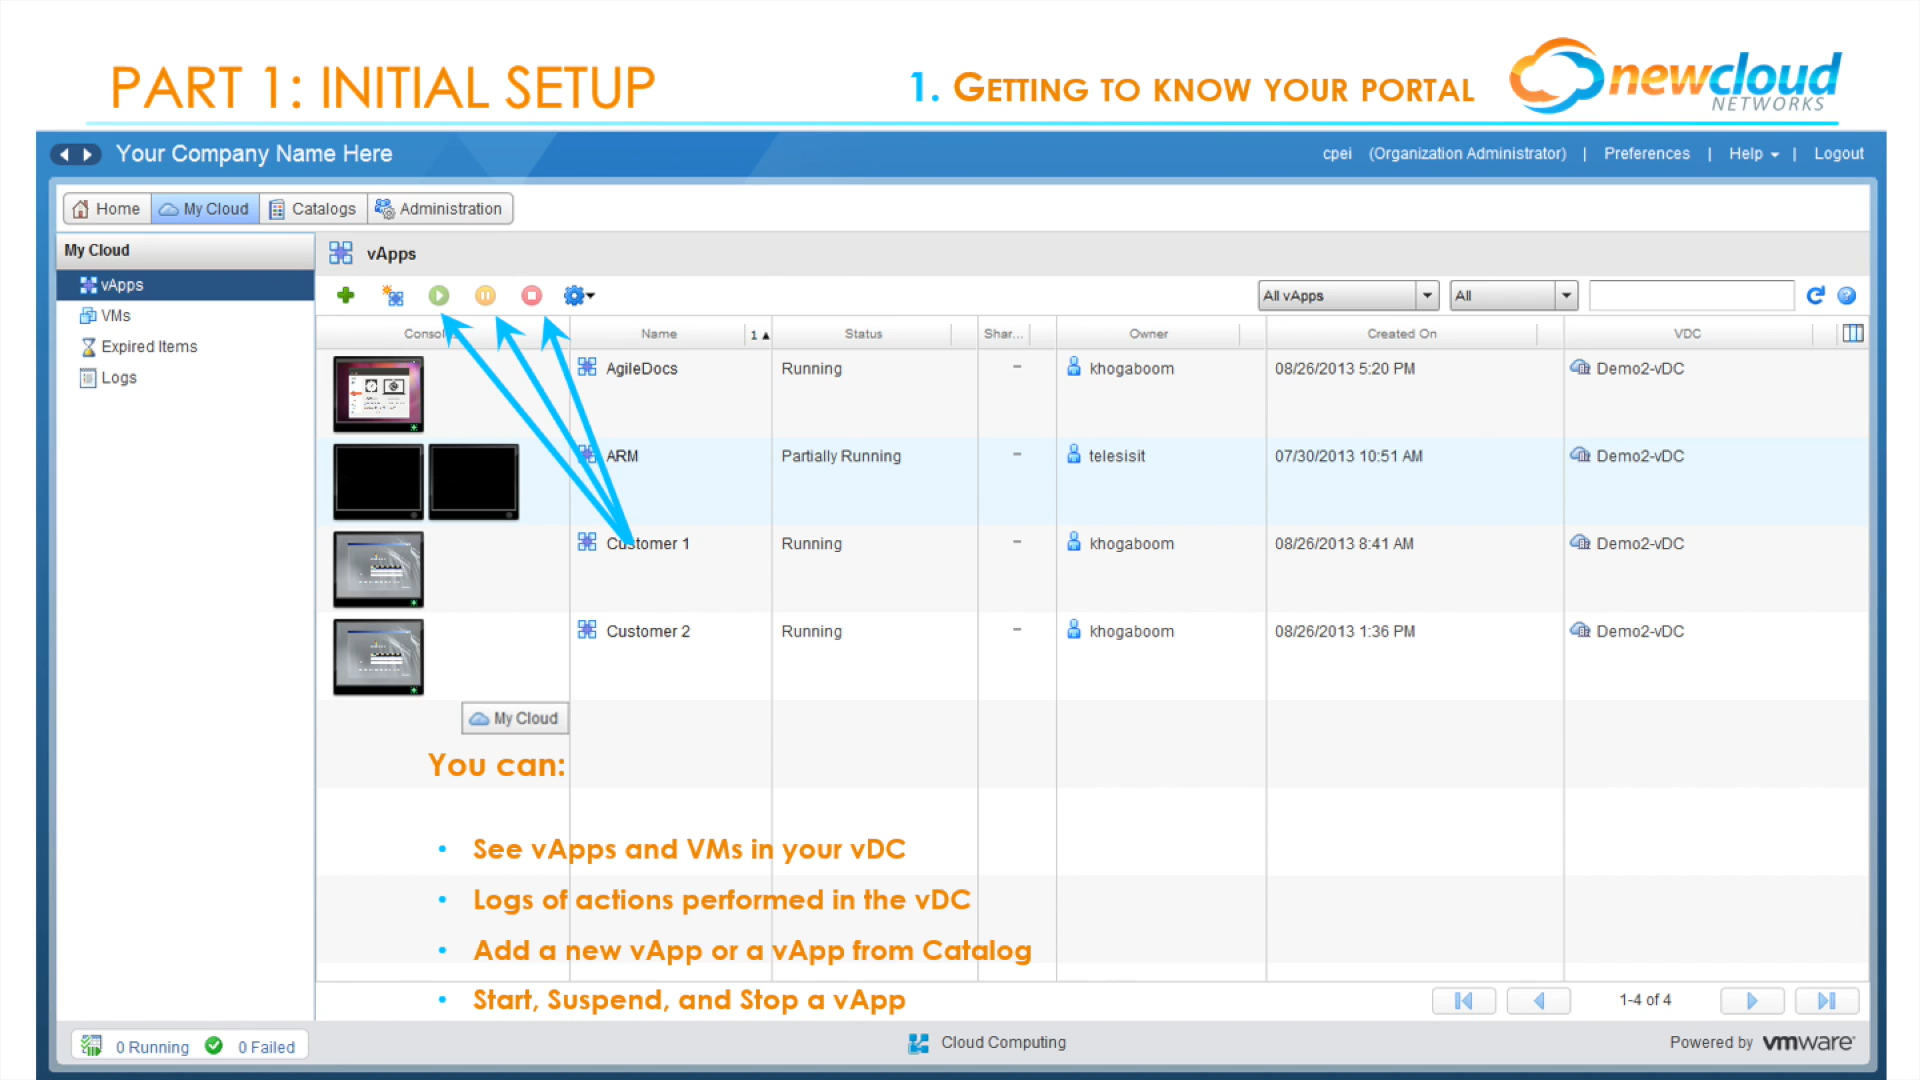 PART 1: INITIAL SETUP
1. GETTING TO KNOW YOUR PORTAL
newcloud
NETWORKS
Your Company Name Here
cpei (Organization Administrator) | Preferences | Help | Logout
Home My Cloud Catalogs Administration
My Cloud
vApps
VMs
Expired Items
Logs
vApps
All vApps All
Consol Name 1 Status Shar... Owner Created On VDC
AgileDocs Running - khogaboom 08/26/2013 5:20 PM Demo2-vDC
ARM Partially Running - telesisit 07/30/2013 10:51 AM Demo2-vDC
Customer 1 Running - khogaboom 08/26/2013 8:41 AM Demo2-vDC
Customer 2 Running - khogaboom 08/26/2013 1:36 PM Demo2-vDC
My Cloud
You can:
• See vApps and VMs in your vDC
• Logs of actions performed in the vDC
• Add a new vApp or a vApp from Catalog
• Start, Suspend, and Stop a vApp
1-4 of 4
0 Running 0 Failed
Cloud Computing
Powered by vmware